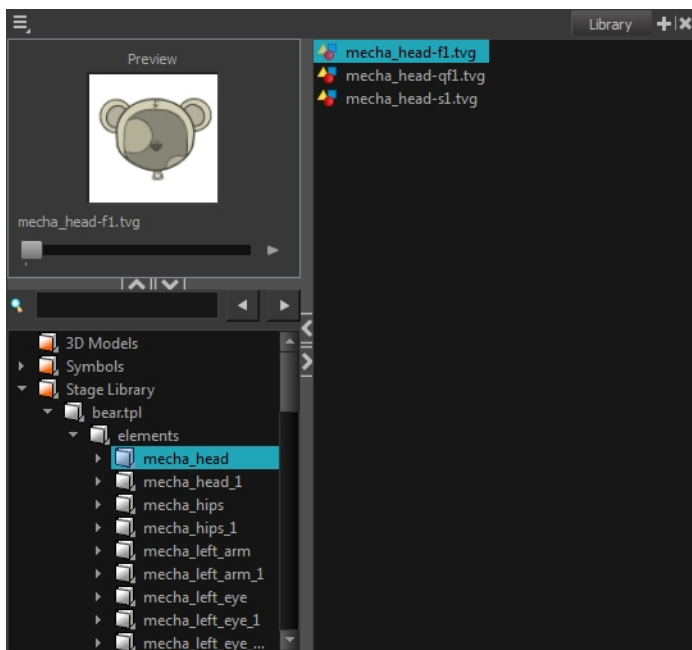 Library
Preview
mecha_head-f1.tvg
mecha_head-f1.tvg
mecha_head-qf1.tvg
mecha_head-s1.tvg
3D Models
Symbols
Stage Library
bear.tpl
elements
mecha_head
mecha_head_1
mecha_hips
mecha_hips_1
mecha_left_arm
mecha_left_arm_1
mecha_left_eye
mecha_left_eye_1
mecha_left_eye_...